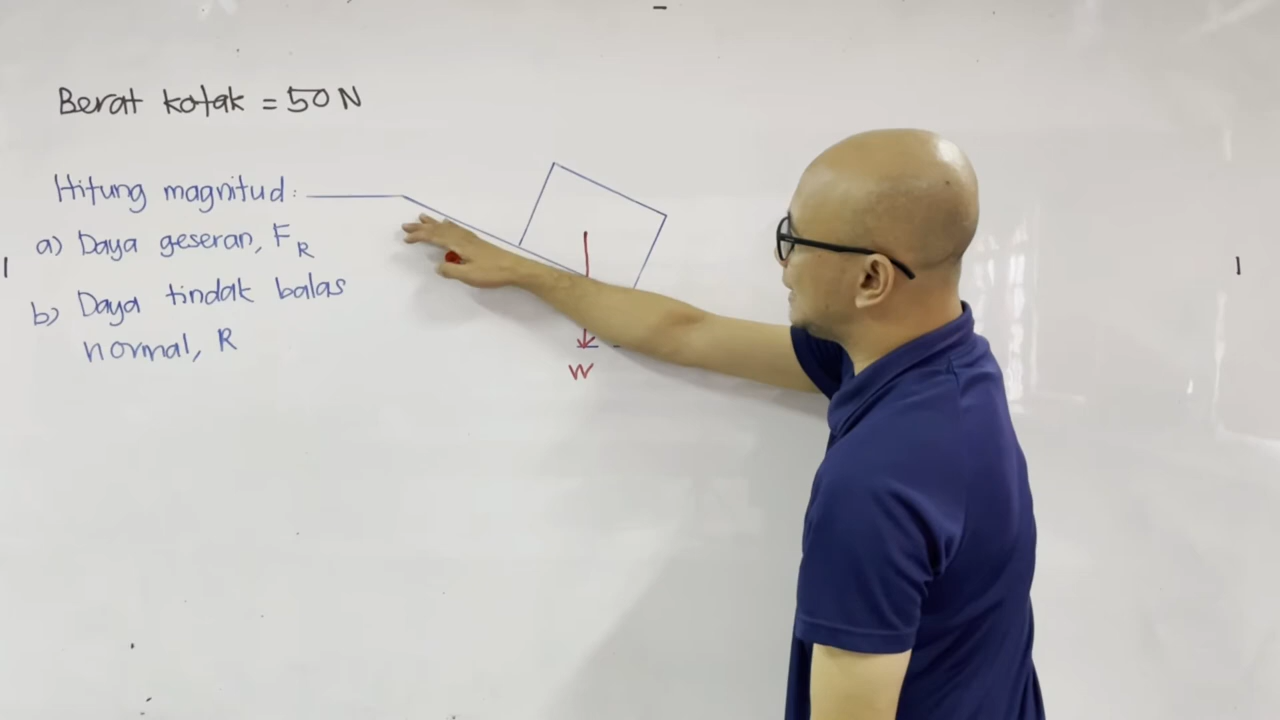 Berat kotak = 50 N
Hitung magnitud:
a) Daya geseran, F_R
b) Daya tindak balas
normal, R
W